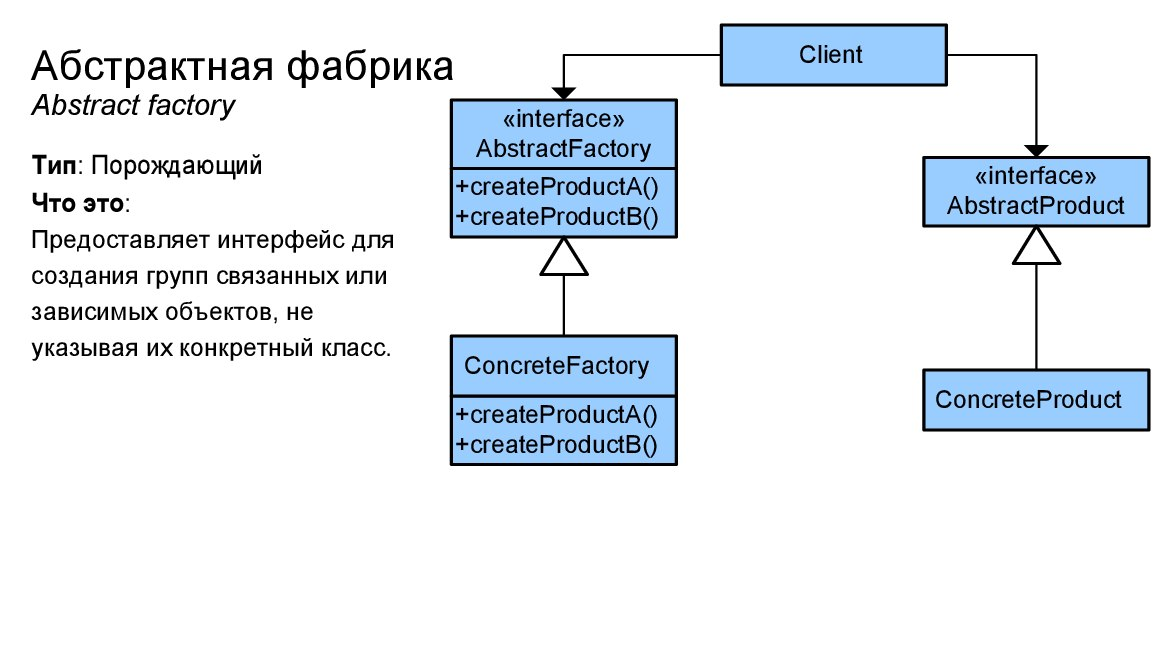 Абстрактная фабрика
Abstract factory
Тип: Порождающий
Что это:
Предоставляет интерфейс для
создания групп связанных или
зависимых объектов, не
указывая их конкретный класс.
Client
«interface»
AbstractFactory
+createProductA()
+createProductB()
«interface»
AbstractProduct
ConcreteFactory
+createProductA()
+createProductB()
ConcreteProduct